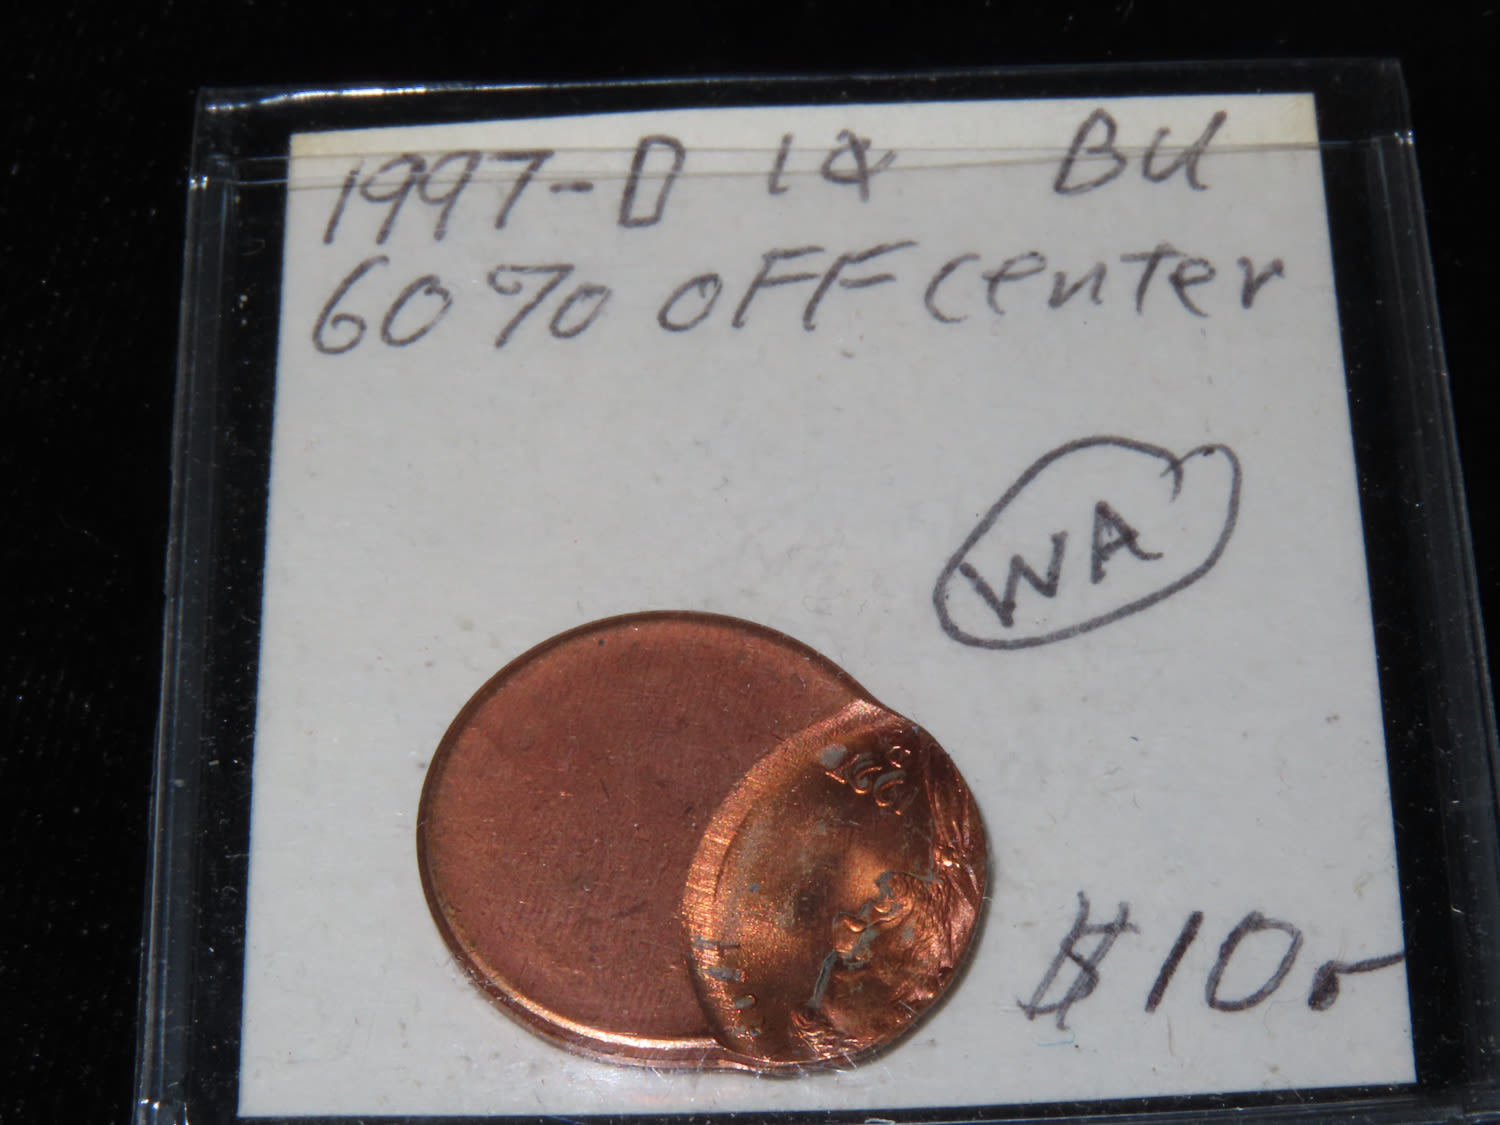 1997-D 1¢ BU
60% OFF center
WA
$10.-